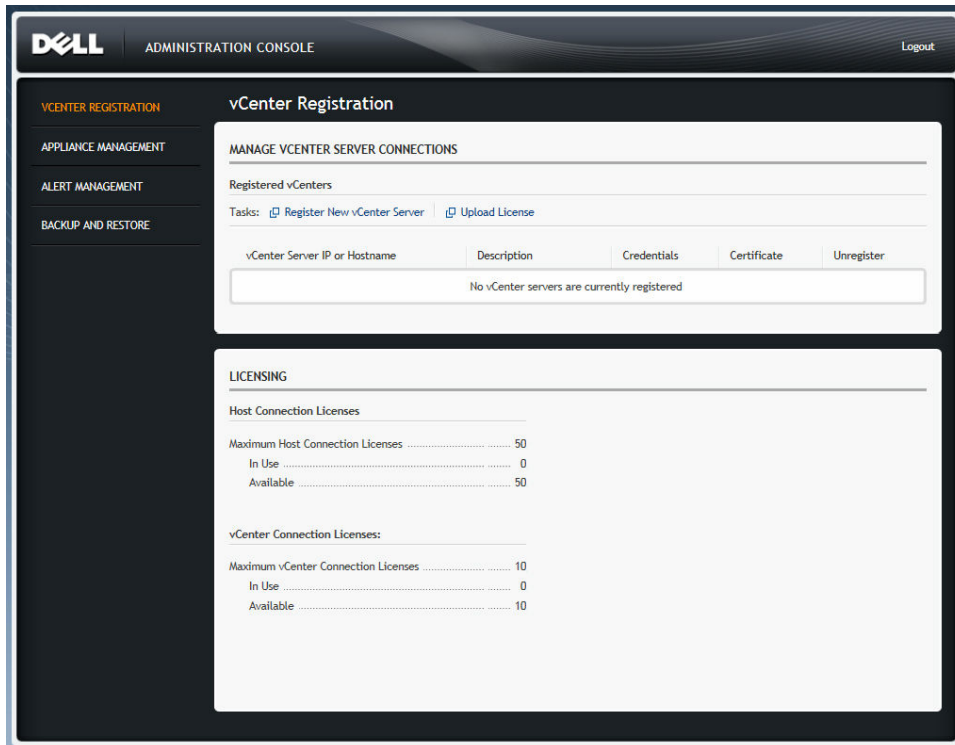 DELL ADMINISTRATION CONSOLE Logout
VCENTER REGISTRATION
APPLIANCE MANAGEMENT
ALERT MANAGEMENT
BACKUP AND RESTORE
vCenter Registration
MANAGE VCENTER SERVER CONNECTIONS
Registered vCenters
Tasks: Register New vCenter Server Upload License
vCenter Server IP or Hostname Description Credentials Certificate Unregister
No vCenter servers are currently registered
LICENSING
Host Connection Licenses
Maximum Host Connection Licenses ........ 50
In Use ........ 0
Available ........ 50
vCenter Connection Licenses:
Maximum vCenter Connection Licenses ........ 10
In Use ........ 0
Available ........ 10